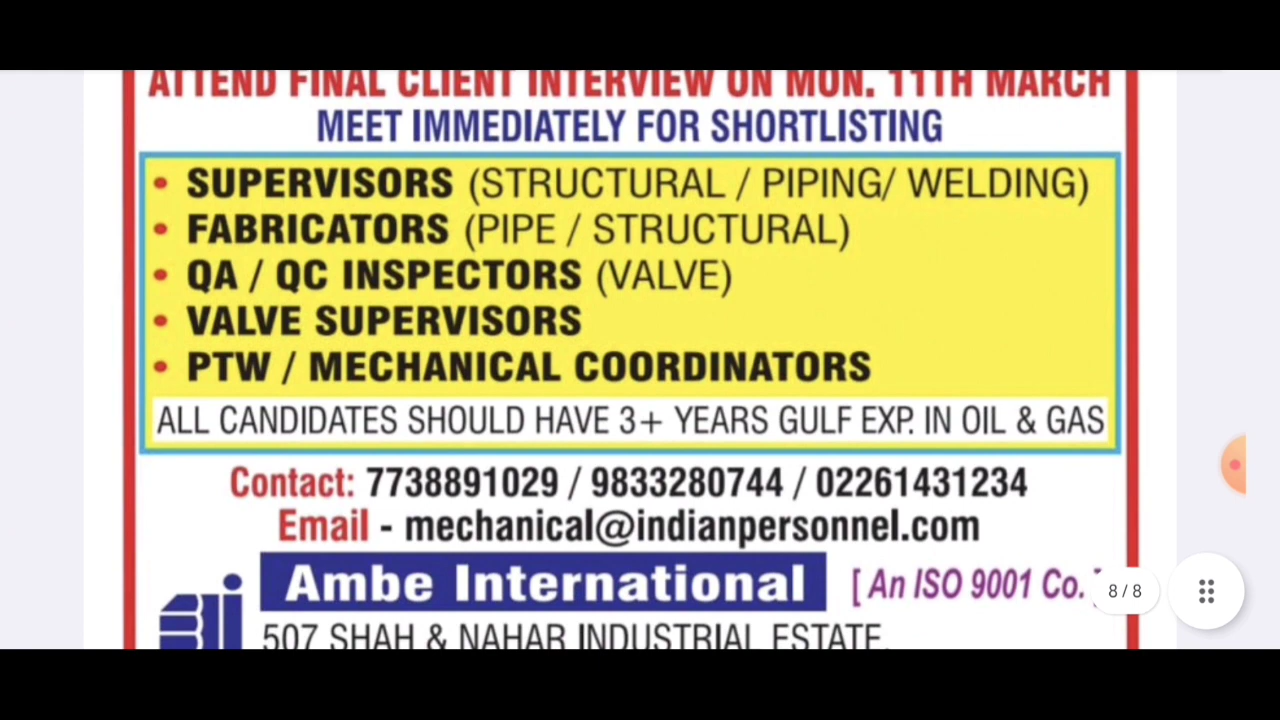 ATTEND FINAL CLIENT INTERVIEW ON MON. 11TH MARCH
MEET IMMEDIATELY FOR SHORTLISTING
• SUPERVISORS (STRUCTURAL / PIPING/ WELDING)
• FABRICATORS (PIPE / STRUCTURAL)
• QA / QC INSPECTORS (VALVE)
• VALVE SUPERVISORS
• PTW / MECHANICAL COORDINATORS
ALL CANDIDATES SHOULD HAVE 3+ YEARS GULF EXP. IN OIL & GAS
Contact: 7738891029 / 9833280744 / 02261431234
Email - mechanical@indianpersonnel.com
Ambe International [ An ISO 9001 Co. ]
8 / 8
507 SHAH & NAHAR INDUSTRIAL ESTATE,